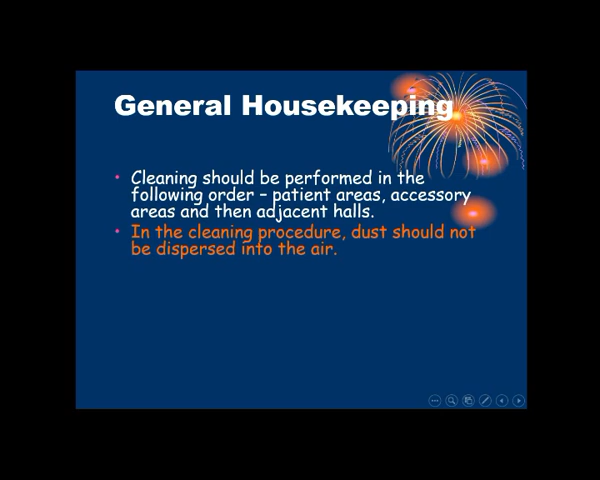 General Housekeeping
• Cleaning should be performed in the
following order – patient areas, accessory
areas and then adjacent halls.
• In the cleaning procedure, dust should not
be dispersed into the air.